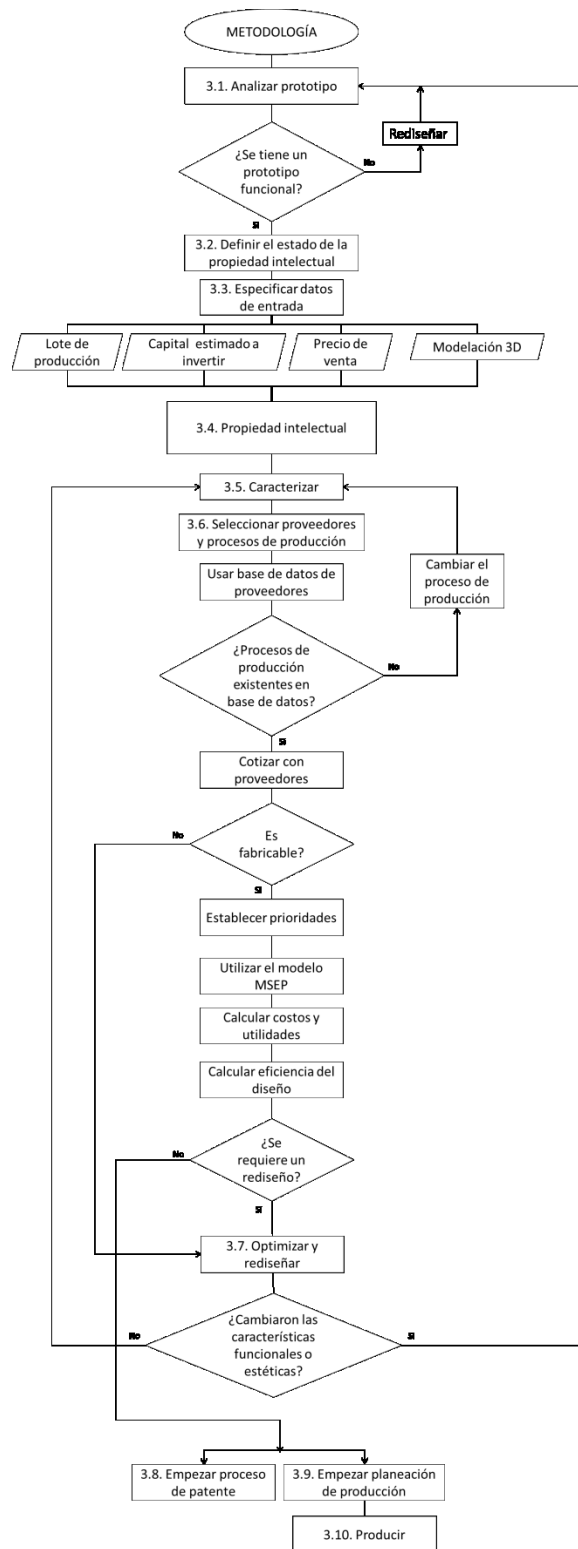 METODOLOGÍA
3.1. Analizar prototipo
Rediseñar
¿Se tiene un
prototipo
funcional?
No
Si
3.2. Definir el estado de la
propiedad intelectual
3.3. Especificar datos
de entrada
Lote de
producción
Capital estimado a
invertir
Precio de
venta
Modelación 3D
3.4. Propiedad intelectual
3.5. Caracterizar
3.6. Seleccionar proveedores
y procesos de producción
Usar base de datos de
proveedores
Cambiar el
proceso de
producción
¿Procesos de
producción
existentes en
base de datos?
No
Si
Cotizar con
proveedores
No
Es
fabricable?
Si
Establecer prioridades
Utilizar el modelo
MSEP
Calcular costos y
utilidades
Calcular eficiencia del
diseño
No
¿Se
requiere un
rediseño?
Si
3.7. Optimizar y
rediseñar
No
¿Cambiaron las
características
funcionales o
estéticas?
Si
3.8. Empezar proceso
de patente
3.9. Empezar planeación
de producción
3.10. Producir